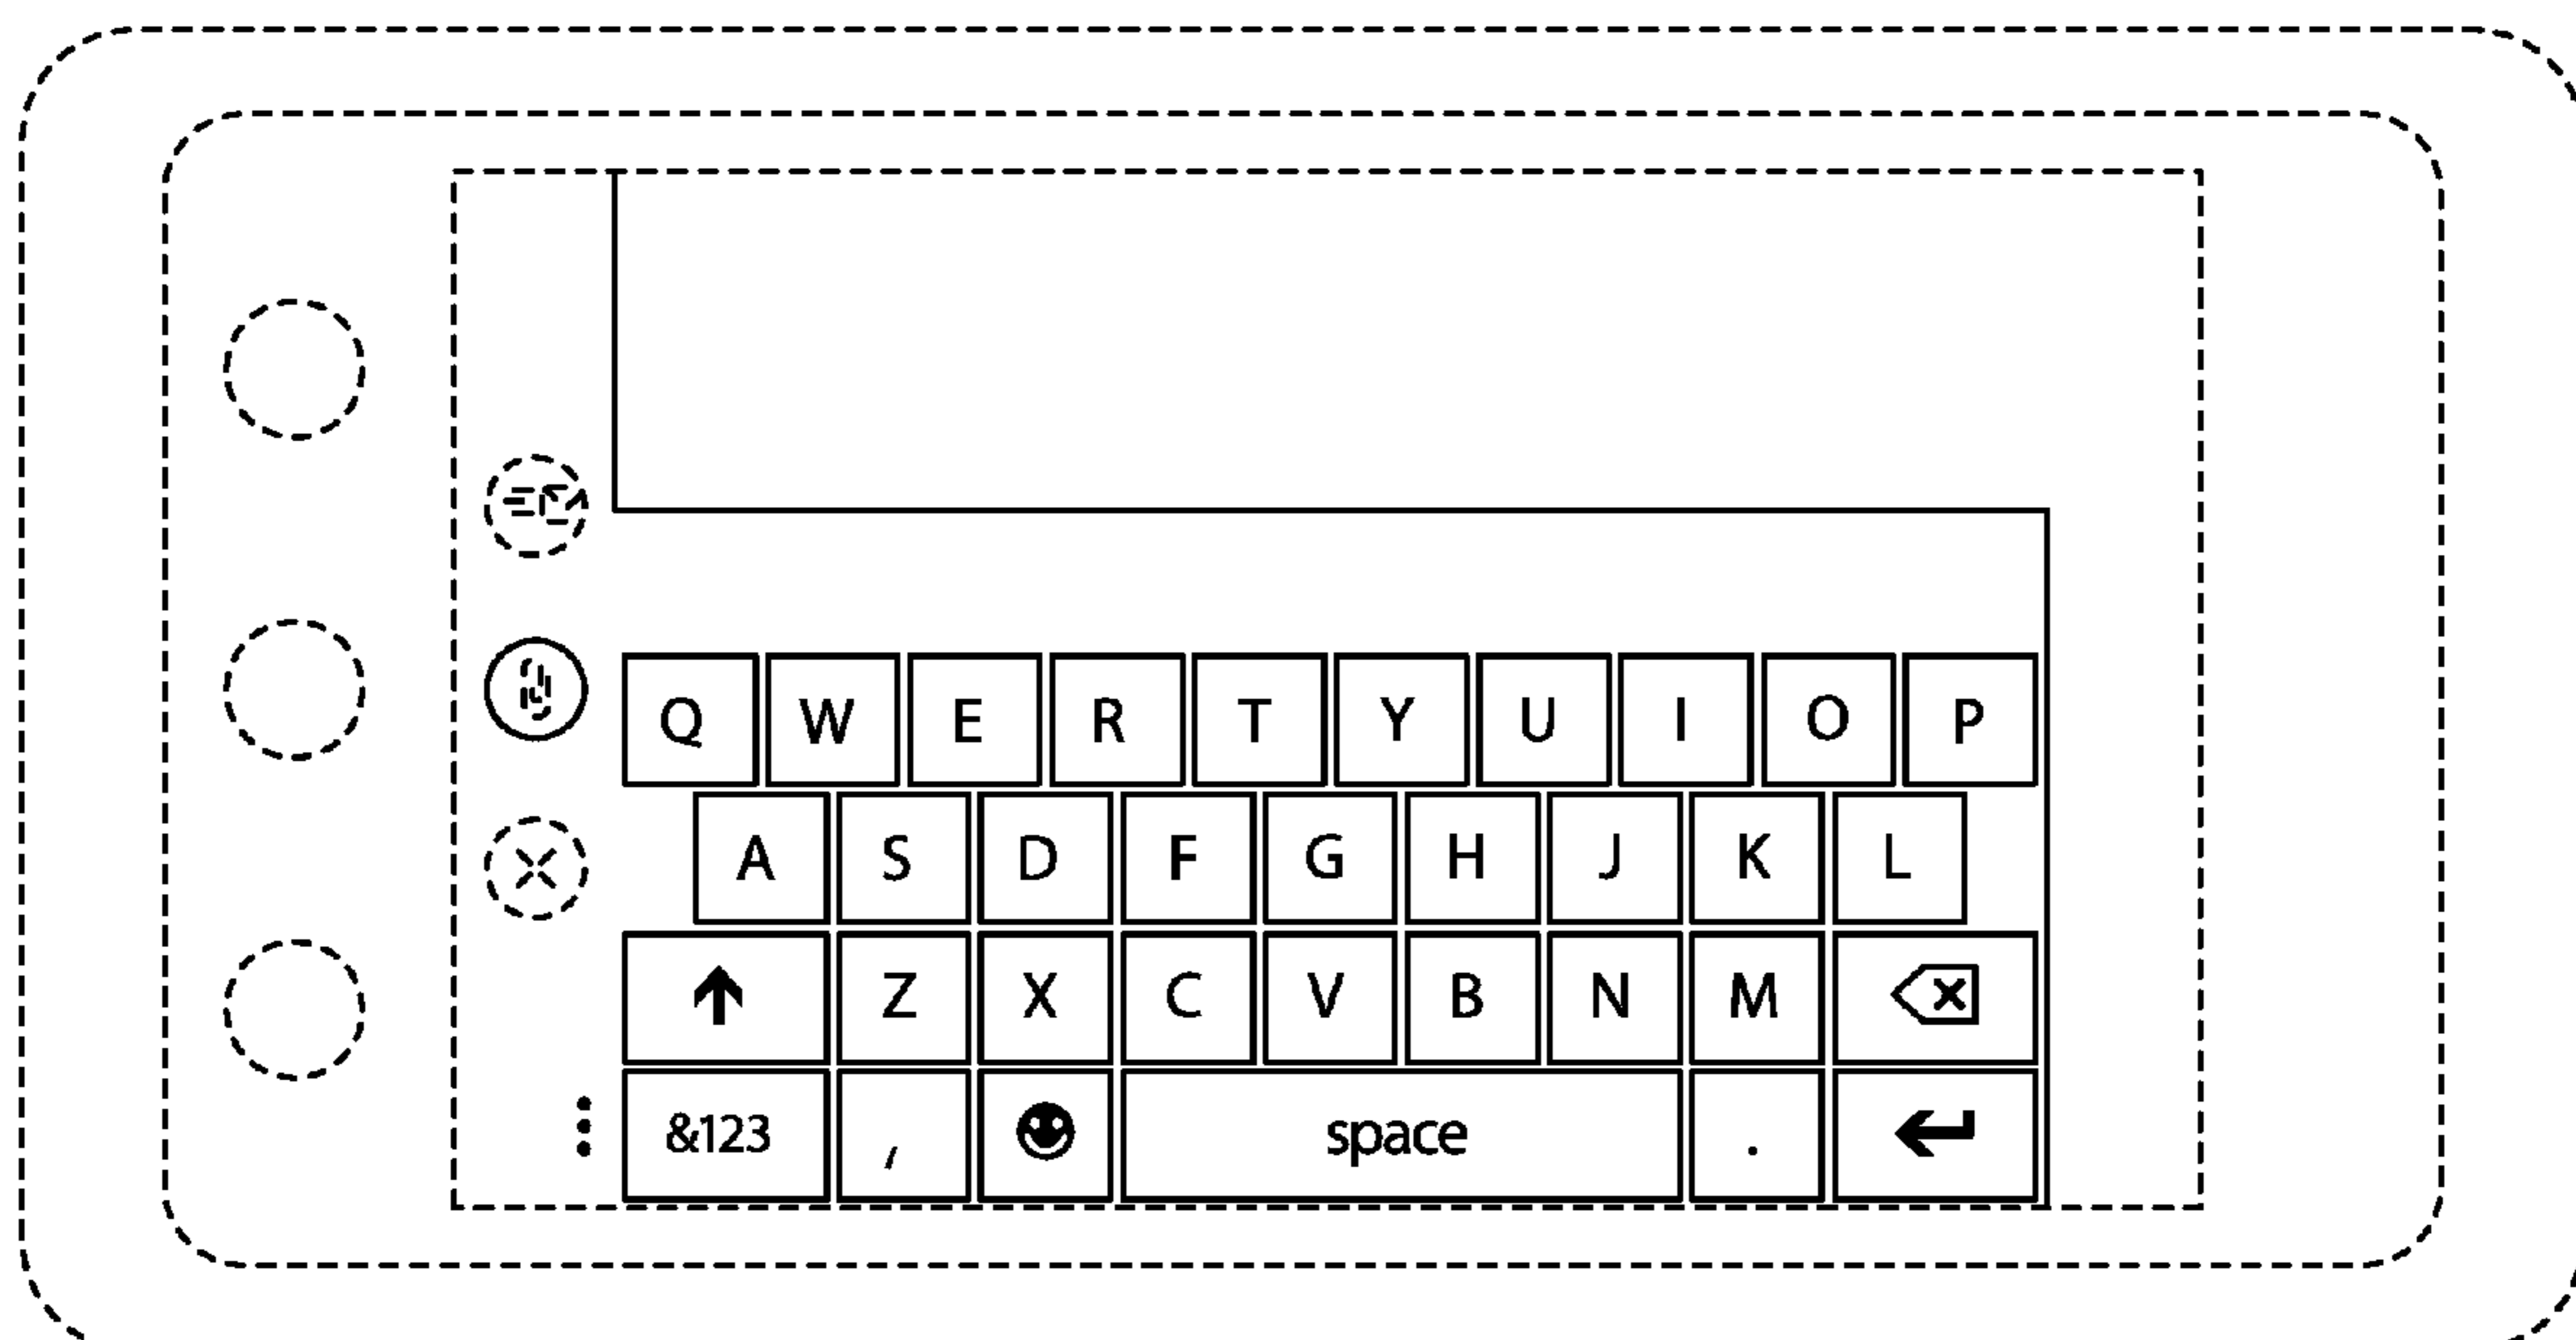 Q W E R T Y U I O P
A S D F G H J K L
Z X C V B N M
&123 , space .